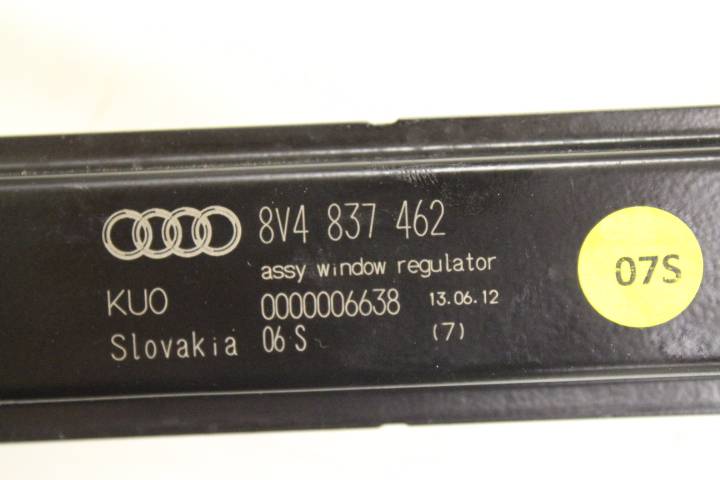 8V4 837 462
assy window regulator
KUO 0000006638 13.06.12
Slovakia 06 S (7)
07S